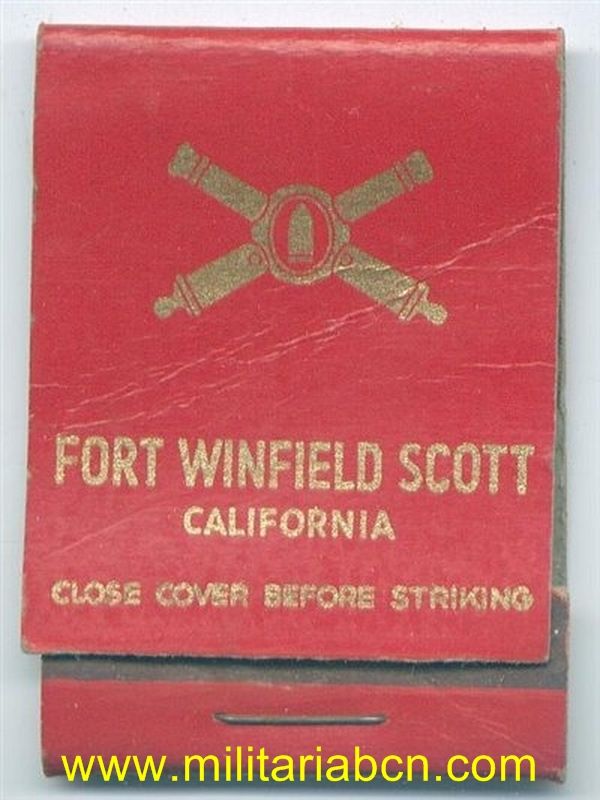 FORT WINFIELD SCOTT
CALIFORNIA
CLOSE COVER BEFORE STRIKING
www.militariabcn.com